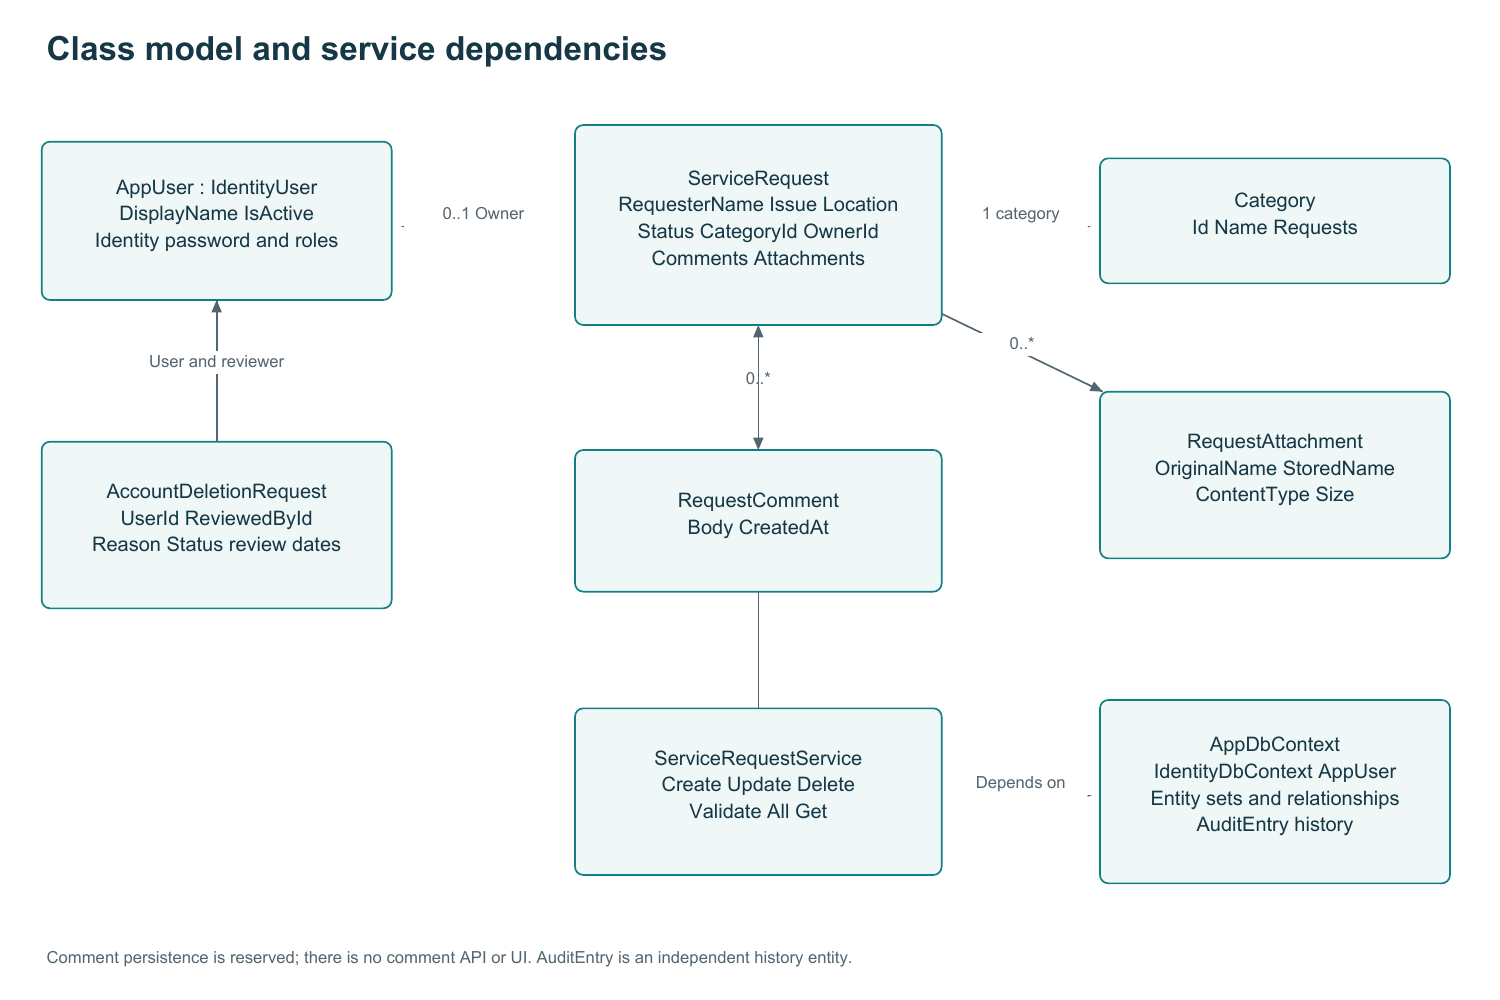 Class model and service dependencies
AppUser : IdentityUser
DisplayName IsActive
Identity password and roles
0..1 Owner
ServiceRequest
RequesterName Issue Location
Status CategoryId OwnerId
Comments Attachments
1 category
Category
Id Name Requests
User and reviewer
0..*
0..*
AccountDeletionRequest
UserId ReviewedById
Reason Status review dates
RequestComment
Body CreatedAt
RequestAttachment
OriginalName StoredName
ContentType Size
ServiceRequestService
Create Update Delete
Validate All Get
Depends on
AppDbContext
IdentityDbContext AppUser
Entity sets and relationships
AuditEntry history
Comment persistence is reserved; there is no comment API or UI. AuditEntry is an independent history entity.